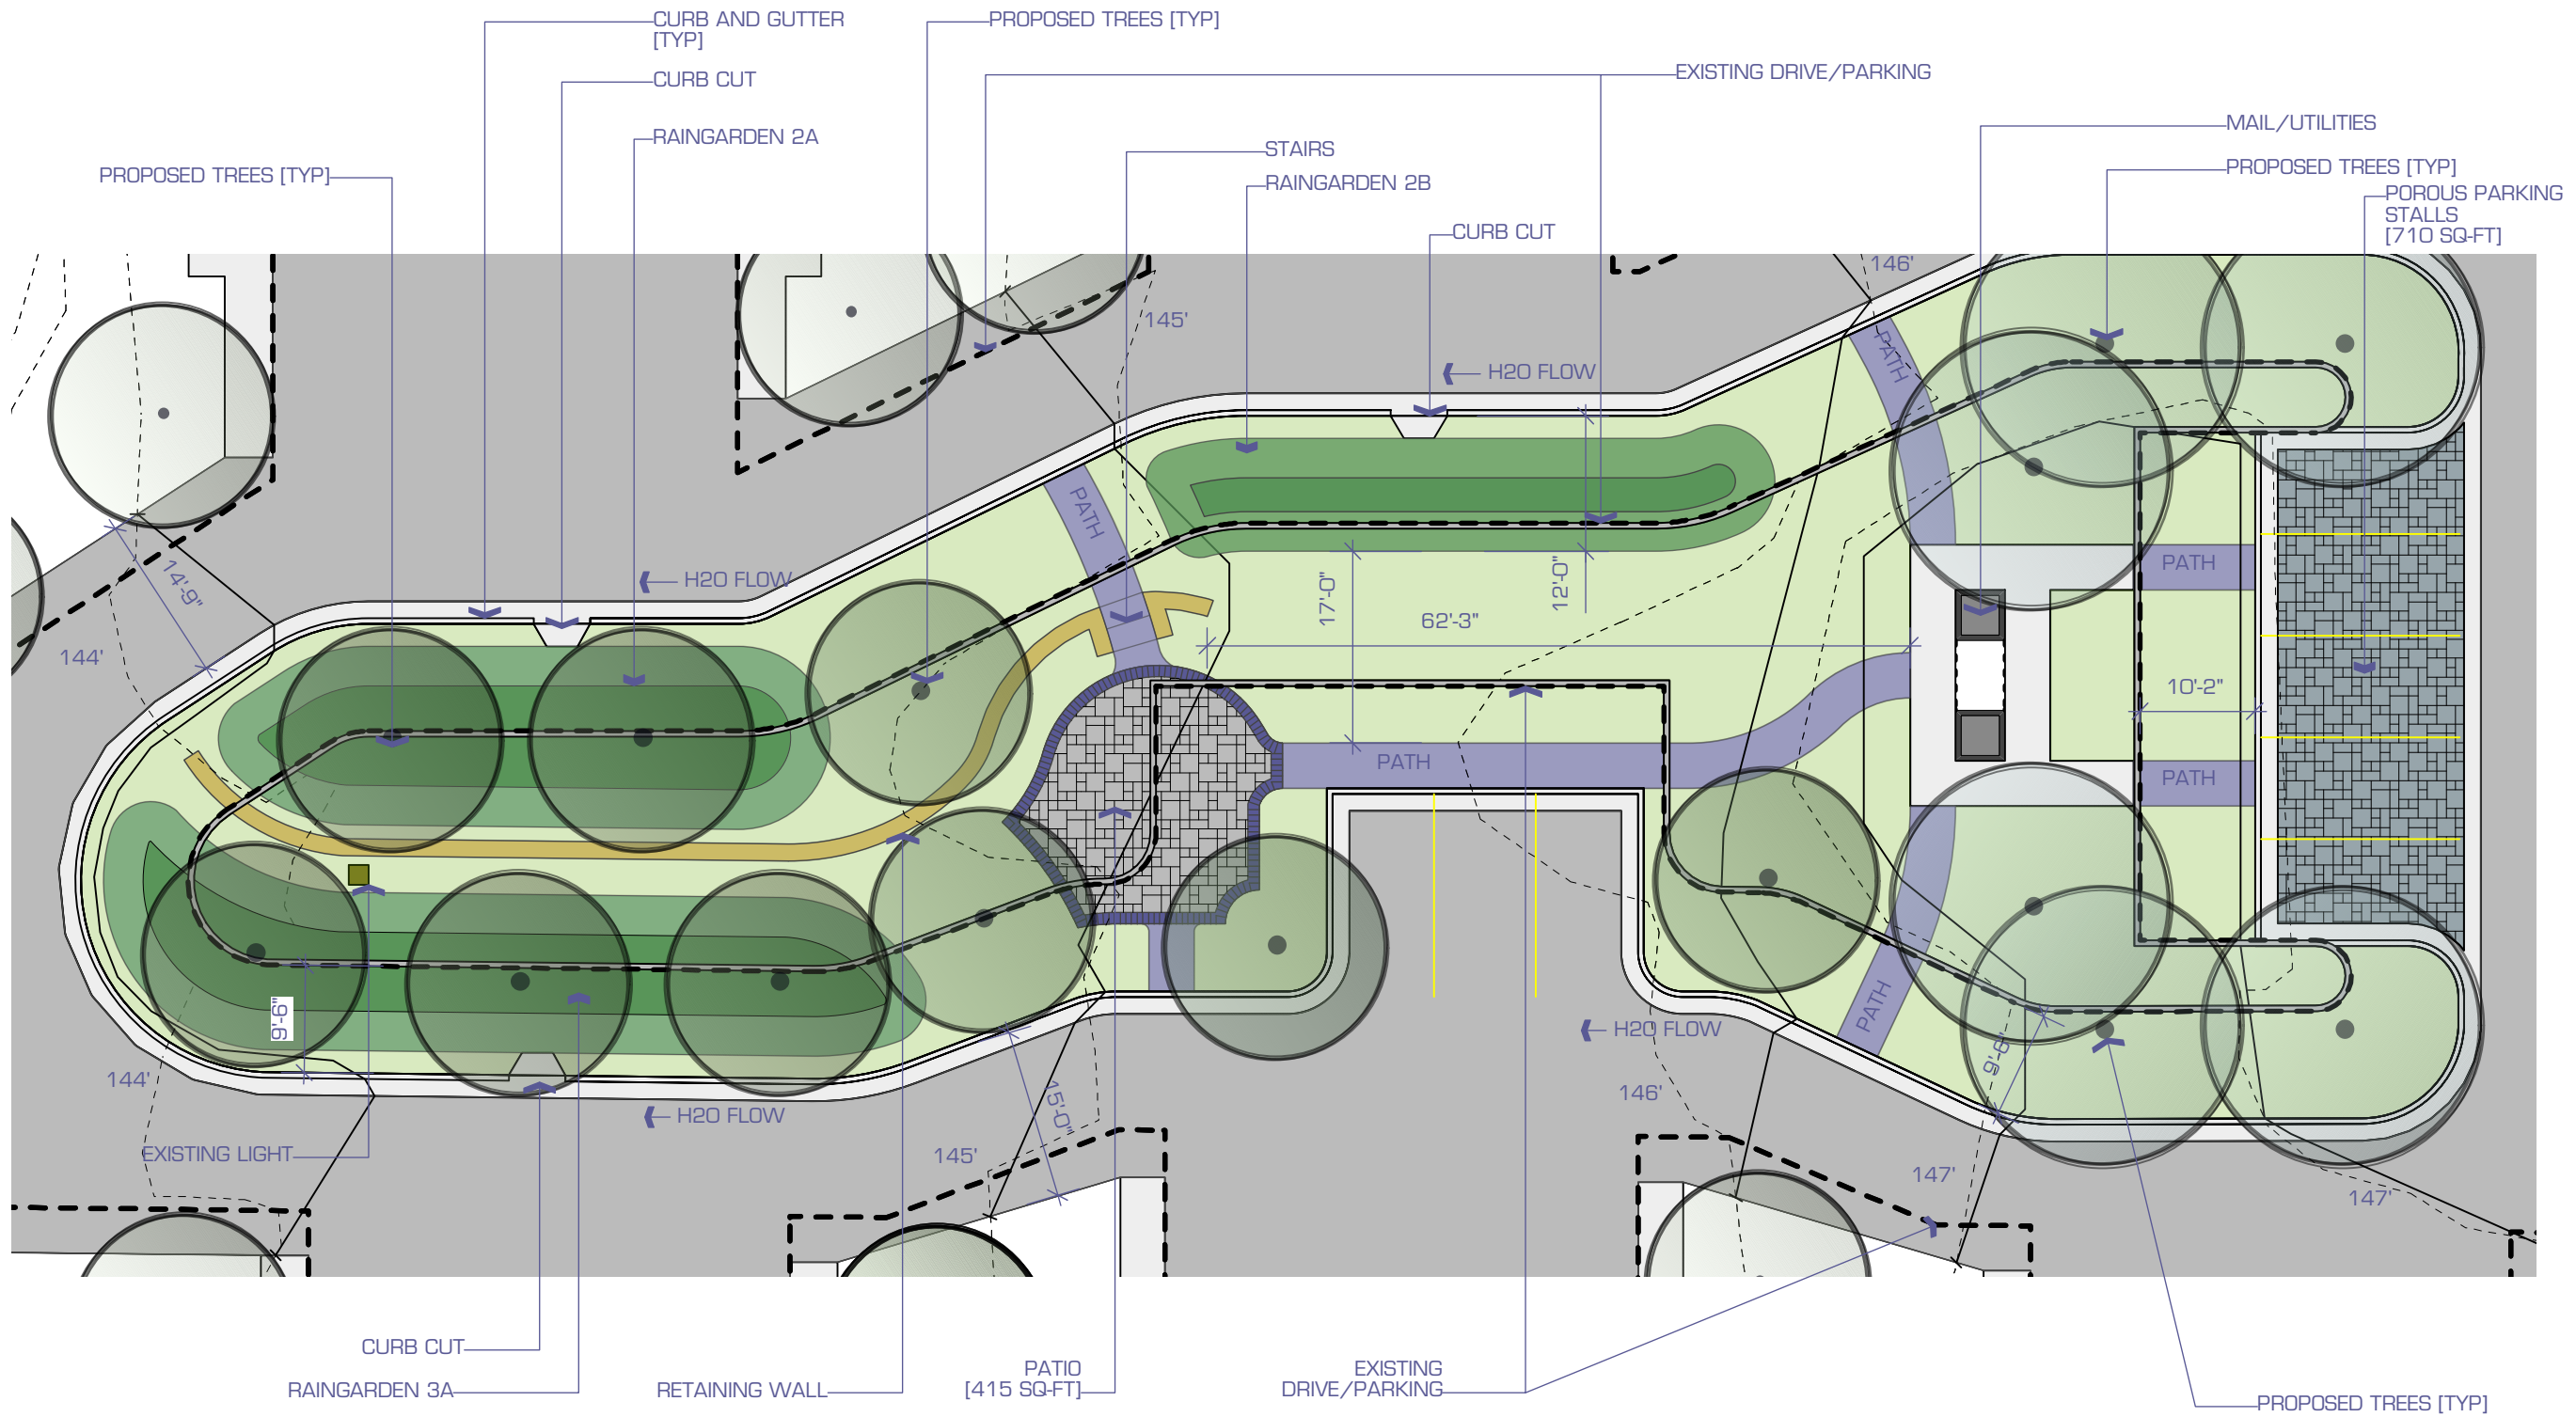 CURB AND GUTTER
[TYP]
PROPOSED TREES [TYP]
CURB CUT
EXISTING DRIVE/PARKING
RAINGARDEN 2A
MAIL/UTILITIES
STAIRS
PROPOSED TREES [TYP]
PROPOSED TREES [TYP]
RAINGARDEN 2B
POROUS PARKING
STALLS
[710 SQ-FT]
CURB CUT
146'
145'
PATH
H2O FLOW
PATH
14'-9"
H2O FLOW
17'-0"
12'-0"
PATH
62'-3"
144'
10'-2"
PATH
PATH
9'-6"
PATH
H2O FLOW
9'-6"
144'
15'-0"
146'
H2O FLOW
EXISTING LIGHT
145'
147'
147'
CURB CUT
RAINGARDEN 3A
RETAINING WALL
PATIO
[415 SQ-FT]
EXISTING
DRIVE/PARKING
PROPOSED TREES [TYP]